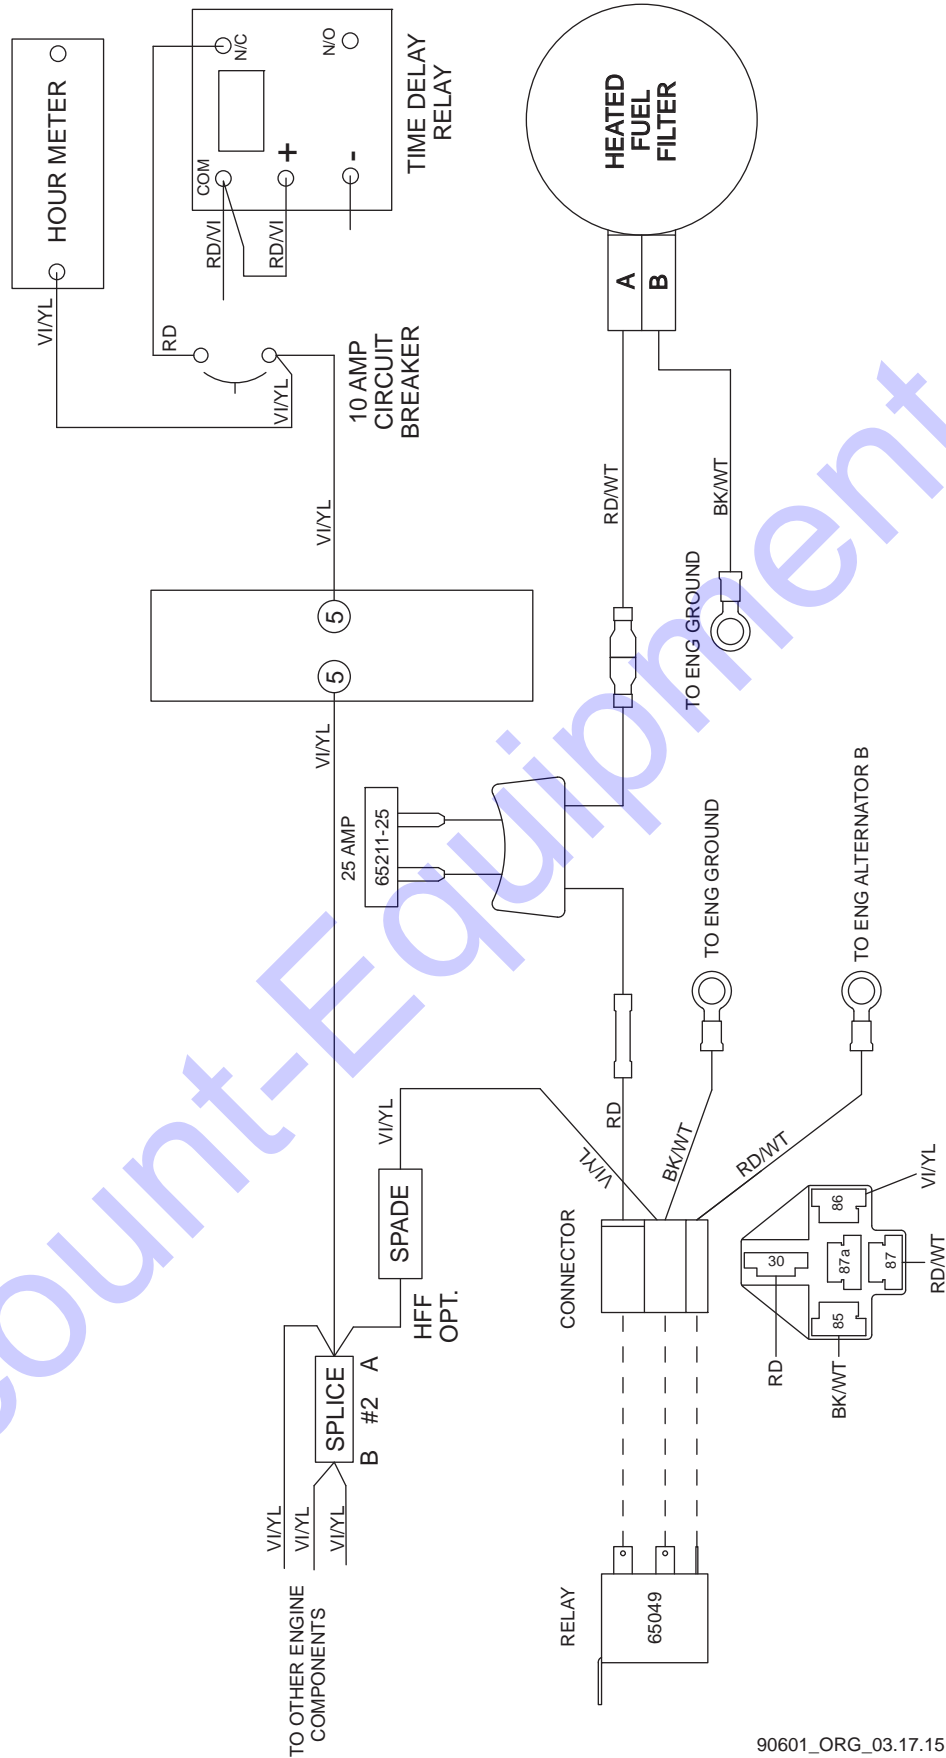 HOUR METER
VI/YL
N/C
N/O
COM
+
-
RD/VI
RD/VI
TIME DELAY
RELAY
RD
VI/YL
10 AMP
CIRCUIT
BREAKER
VI/YL
5
5
VI/YL
HEATED
FUEL
FILTER
A
B
RD/WT
BK/WT
TO ENG GROUND
25 AMP
65211-25
TO ENG GROUND
TO ENG ALTERNATOR B
VI/YL
SPADE
HFF
OPT.
SPLICE
B #2 A
VI/YL
VI/YL
VI/YL
TO OTHER ENGINE
COMPONENTS
RD
VI/YL
BK/WT
RD/WT
CONNECTOR
RELAY
65049
30
86
87a
87
85
RD
BK/WT
VI/YL
RD/WT
90601_ORG_03.17.15
ount-Equipment